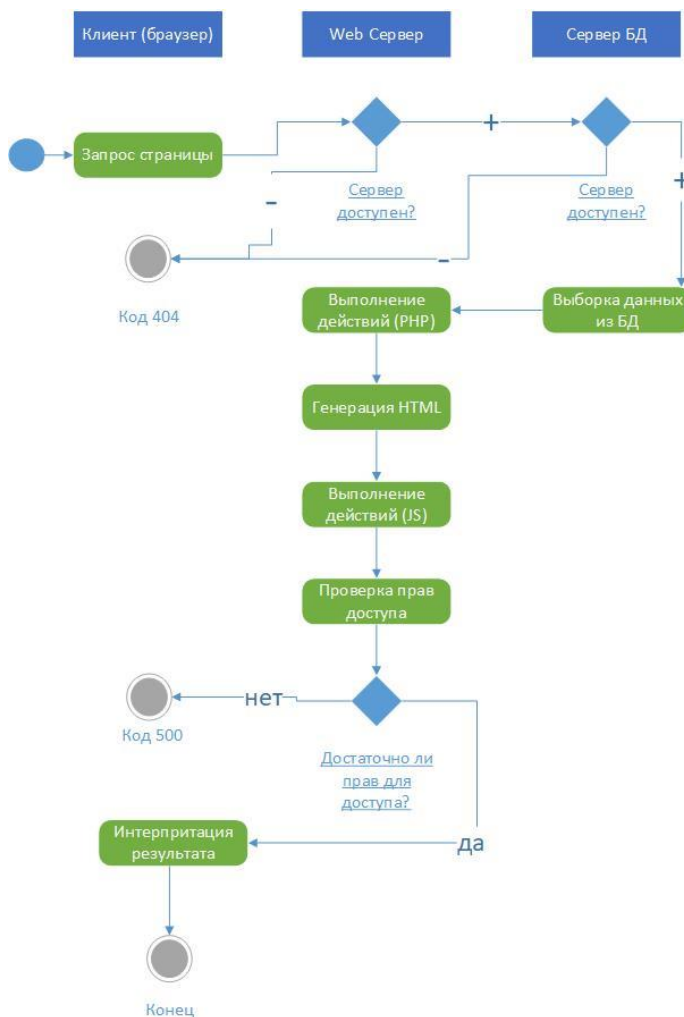 Клиент (браузер)
Web Сервер
Сервер БД
Запрос страницы
+
+
-
Сервер
доступен?
Сервер
доступен?
-
Код 404
Выполнение
действий (PHP)
Выборка данных
из БД
Генерация HTML
Выполнение
действий (JS)
Проверка прав
доступа
нет
Код 500
Достаточно ли
прав для
доступа?
Интерпритация
результата
да
Конец